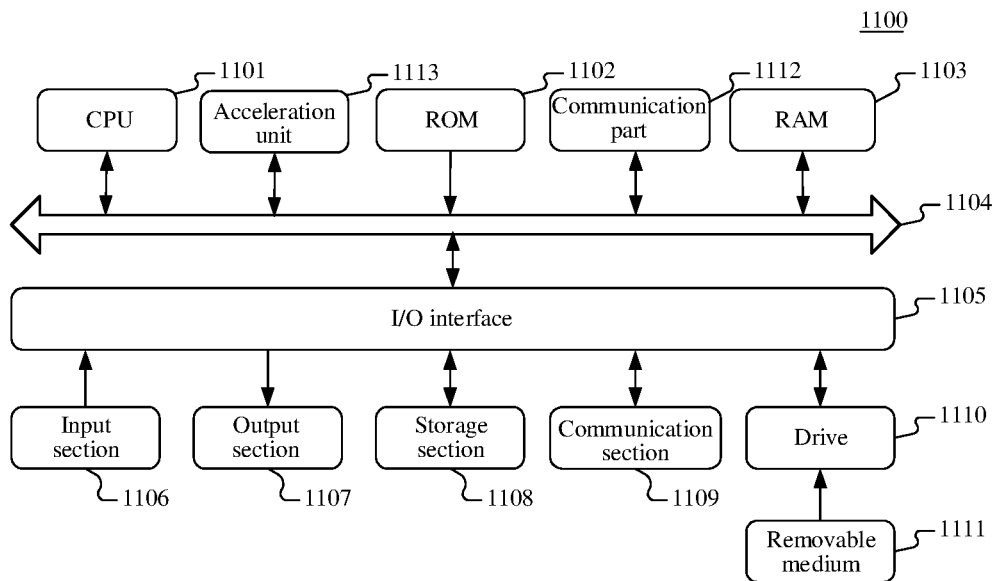 1100
1101
1113
1102
1112
1103
CPU
Acceleration
unit
ROM
Communication
part
RAM
1104
1105
I/O interface
Input
section
Output
section
Storage
section
Communication
section
Drive
1110
1106
1107
1108
1109
Removable
medium
1111